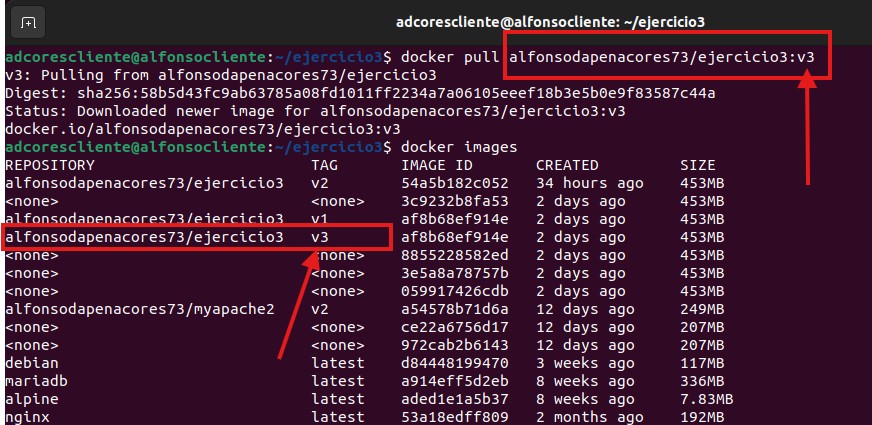 adcorescliente@alfonsocliente: ~/ejercicio3
adcorescliente@alfonsocliente:~/ejercicio3$ docker pull alfonsodapenacores73/ejercicio3:v3
v3: Pulling from alfonsodapenacores73/ejercicio3
Digest: sha256:58b5d43fc9ab63785a08fd1011ff2234a7a06105eeef18b3e5b0e9f83587c44a
Status: Downloaded newer image for alfonsodapenacores73/ejercicio3:v3
docker.io/alfonsodapenacores73/ejercicio3:v3
adcorescliente@alfonsocliente:~/ejercicio3$ docker images
REPOSITORY TAG IMAGE ID CREATED SIZE
alfonsodapenacores73/ejercicio3 v2 54a5b182c052 34 hours ago 453MB
<none> <none> 3c9232b8fa53 2 days ago 453MB
alfonsodapenacores73/ejercicio3 v1 af8b68ef914e 2 days ago 453MB
alfonsodapenacores73/ejercicio3 v3 af8b68ef914e 2 days ago 453MB
<none> <none> 8855228582ed 2 days ago 453MB
<none> <none> 3e5a8a78757b 2 days ago 453MB
<none> <none> 059917426cdb 2 days ago 453MB
alfonsodapenacores73/myapache2 v2 a54578b71d6a 12 days ago 249MB
<none> <none> ce22a6756d17 12 days ago 207MB
<none> <none> 972cab2b6143 12 days ago 207MB
debian latest d84448199470 3 weeks ago 117MB
mariadb latest a914eff5d2eb 8 weeks ago 336MB
alpine latest aded1e1a5b37 8 weeks ago 7.83MB
nginx latest 53a18edff809 2 months ago 192MB